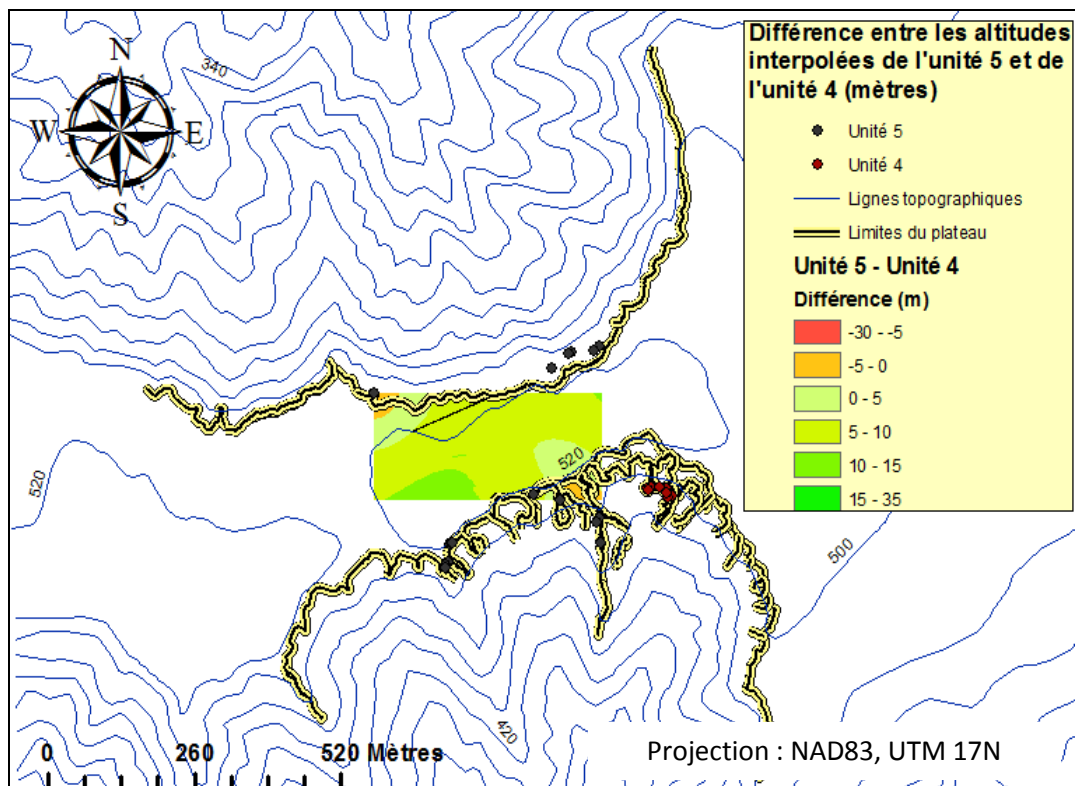 Différence entre les altitudes
interpolées de l'unité 5 et de
l'unité 4 (mètres)
Unité 5
Unité 4
Lignes topographiques
Limites du plateau
Unité 5 - Unité 4
Différence (m)
-30 - -5
-5 - 0
0 - 5
5 - 10
10 - 15
15 - 35
N
W
E
S
340
520
520
500
420
0
260
520 Mètres
Projection : NAD83, UTM 17N